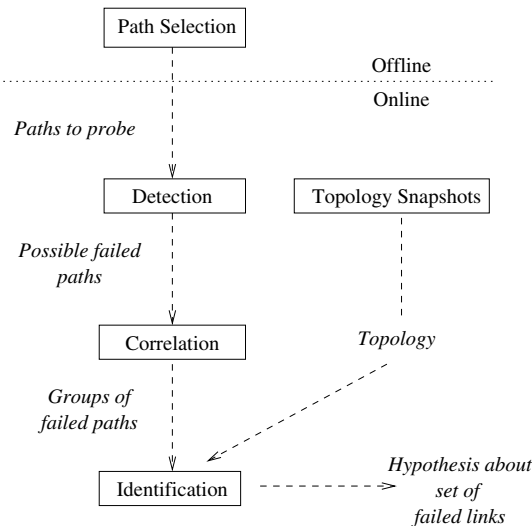 Path Selection
Offline
Online
Paths to probe
Detection
Topology Snapshots
Possible failed
paths
Correlation
Topology
Groups of
failed paths
Identification
Hypothesis about
set of
failed links